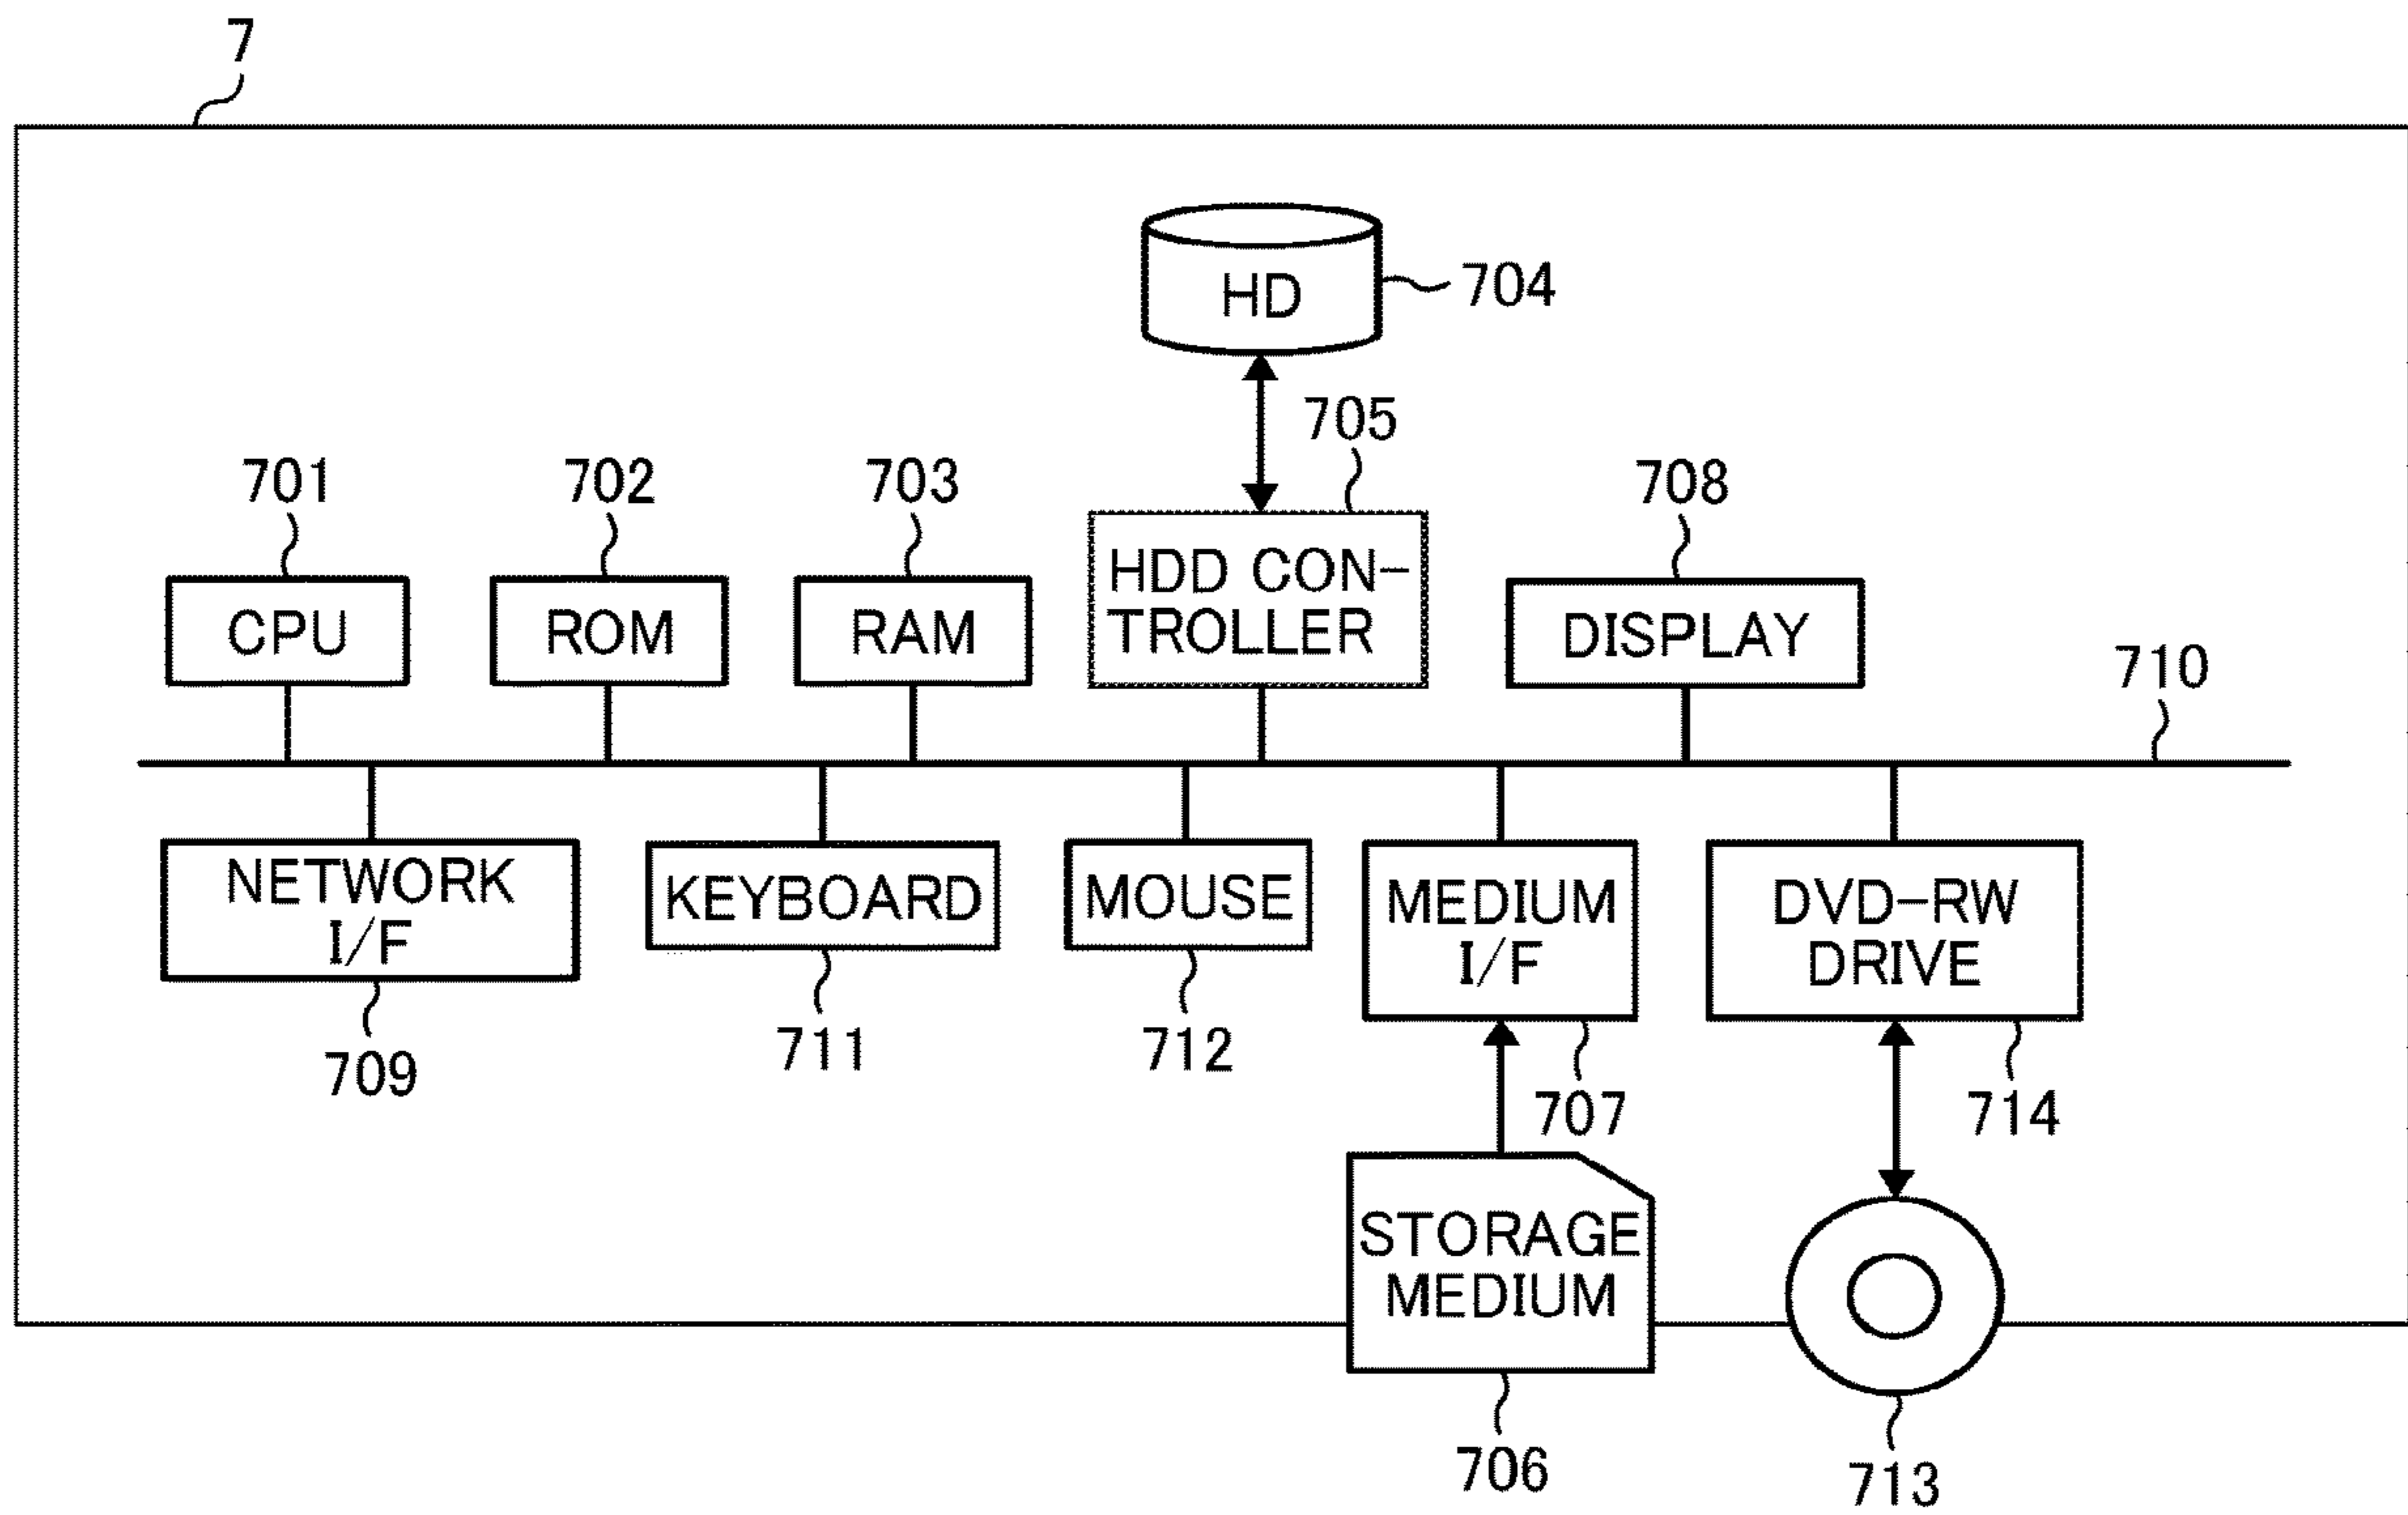 7
HD
704
705
701
702
703
708
CPU
ROM
RAM
HDD CON-
TROLLER
DISPLAY
710
NETWORK
I/F
KEYBOARD
MOUSE
MEDIUM
I/F
DVD-RW
DRIVE
709
711
712
707
714
STORAGE
MEDIUM
706
713